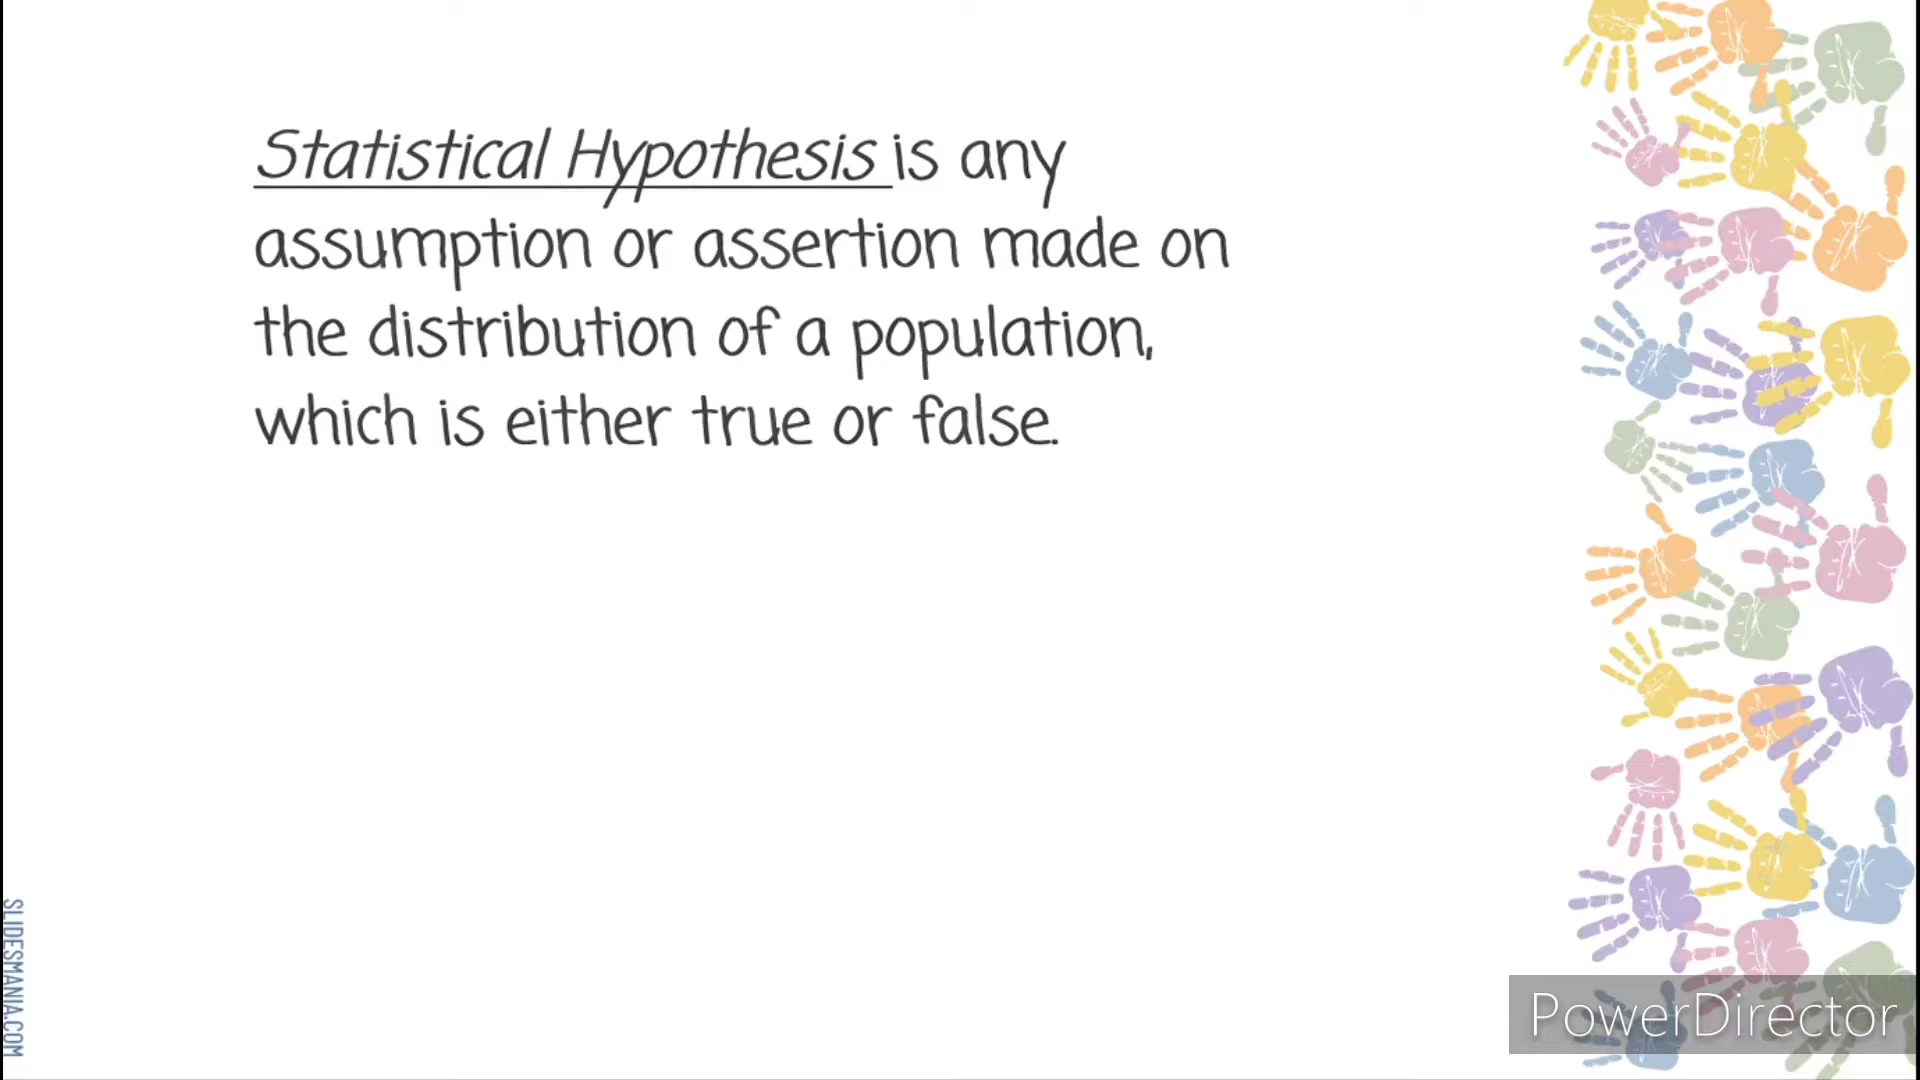 Statistical Hypothesis is any
assumption or assertion made on
the distribution of a population,
which is either true or false.
SLIDESMANIA.COM
PowerDirector